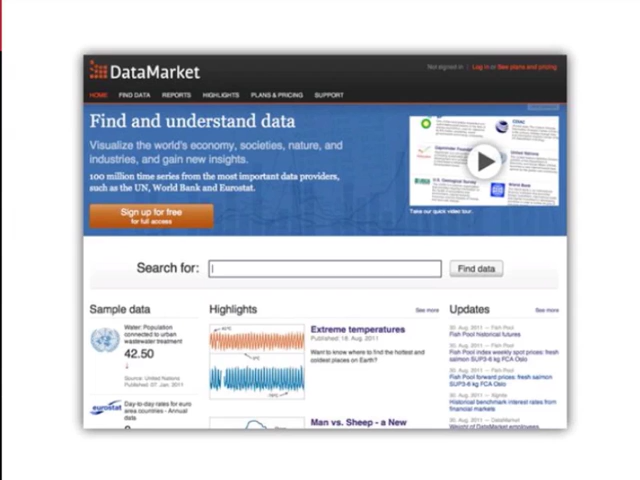 DataMarket
Not signed in | Log in or See plans and pricing
HOME FIND DATA REPORTS HIGHLIGHTS PLANS & PRICING SUPPORT
Find and understand data
Visualize the world's economy, societies, nature, and
industries, and gain new insights.
100 million time series from the most important data providers,
such as the UN, World Bank and Eurostat.
Sign up for free
for full access
Take our quick video tour.
Search for:
Find data
Sample data
Water: Population
connected to urban
wastewater treatment
42.50
Source: United Nations
Published: 07. Jan. 2011
eurostat
Day-to-day rates for euro
area countries - Annual
data
Highlights
See more
Extreme temperatures
Published: 18. Aug. 2011
Want to know where to find the hottest and
coldest places on Earth?
Man vs. Sheep - a New
Updates
See more
30. Aug. 2011 — Fish Pool
Fish Pool historical futures
30. Aug. 2011 — Fish Pool
Fish Pool index weekly spot prices: fresh
salmon SUP3-6 kg FCA Oslo
30. Aug. 2011 — Fish Pool
Fish Pool forward prices: fresh salmon
SUP3-6 kg FCA Oslo
30. Aug. 2011 — Xignite
Historical benchmark interest rates from
financial markets
30. Aug. 2011 — DataMarket
Weight of DataMarket employees